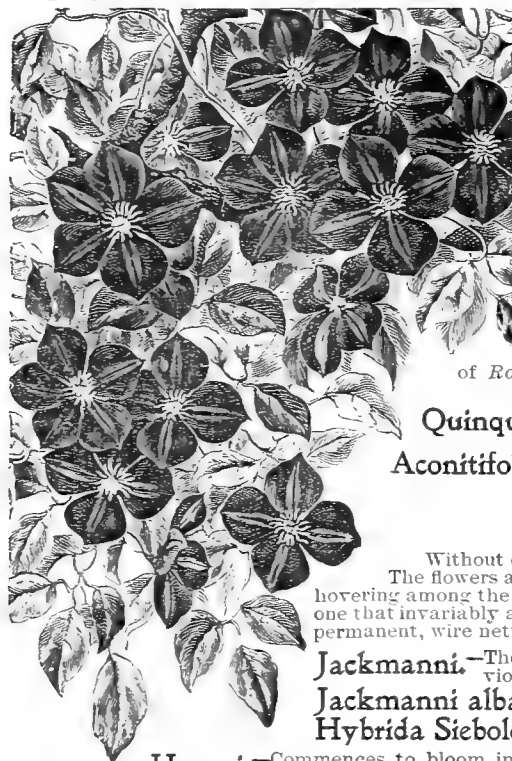 of Ro
Quinqu
Aconitifo
Without
The flowers a
hovering among the
one that invariably a
permanent, wire net
Jackmanni.—The
vio
Jackmanni alba
Hybrida Siebol
Commences to bloom in